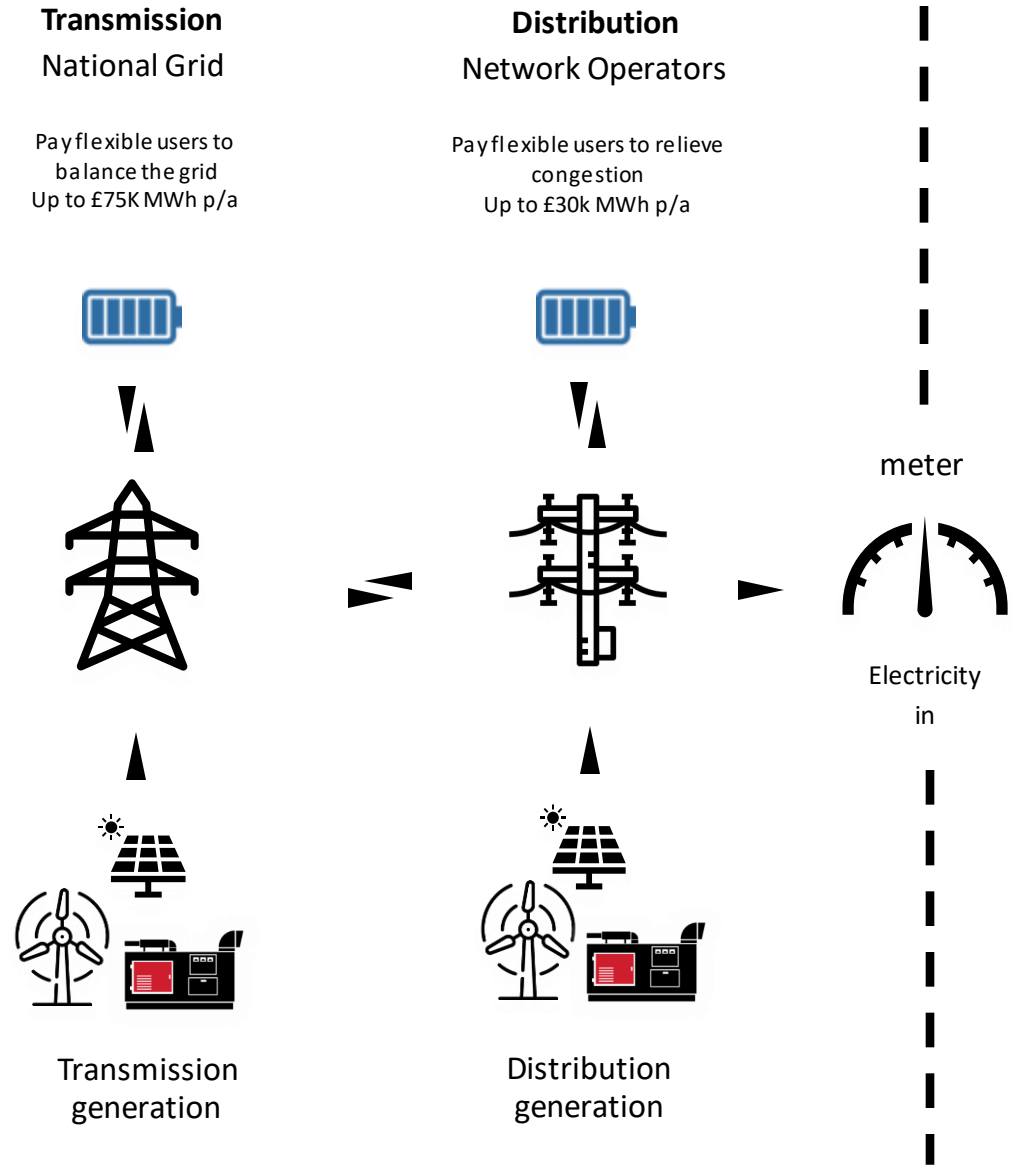 Transmission
National Grid
Pay flexible users to
balance the grid
Up to £75K MWh p/a
Distribution
Network Operators
Pay flexible users to relieve
congestion
Up to £30k MWh p/a
meter
Electricity
in
Transmission
generation
Distribution
generation